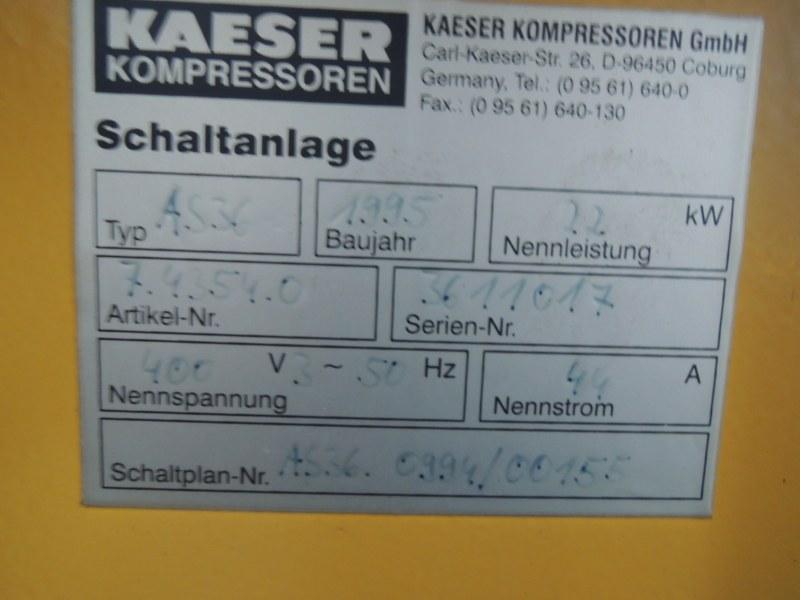 KAESER
KOMPRESSOREN
KAESER KOMPRESSOREN GmbH
Carl-Kaeser-Str. 26, D-96450 Coburg
Germany, Tel.: (0 95 61) 640-0
Fax.: (0 95 61) 640-130
Schaltanlage
Typ AS36
Baujahr 1995
22 kW
Nennleistung
7.4354.0
Artikel-Nr.
3611017
Serien-Nr.
400 V 3 ~ 50 Hz
Nennspannung
44 A
Nennstrom
Schaltplan-Nr. AS36. 0994/00155